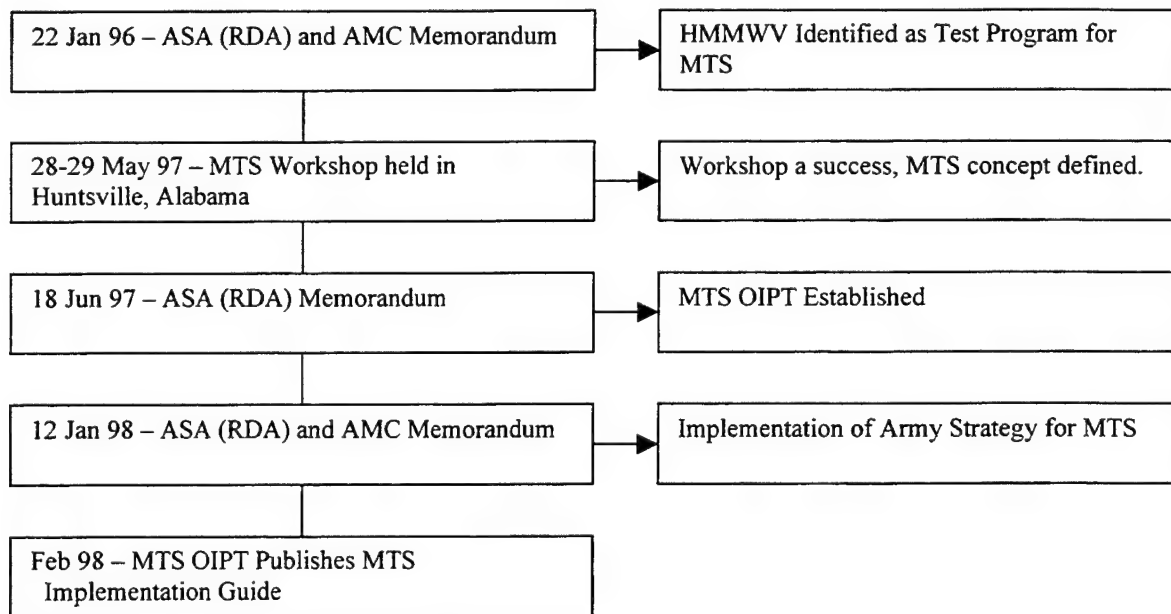 22 Jan 96 – ASA (RDA) and AMC Memorandum
HMMWV Identified as Test Program for
MTS
28-29 May 97 – MTS Workshop held in
Huntsville, Alabama
Workshop a success, MTS concept defined.
18 Jun 97 – ASA (RDA) Memorandum
MTS OIPT Established
12 Jan 98 – ASA (RDA) and AMC Memorandum
Implementation of Army Strategy for MTS
Feb 98 – MTS OIPT Publishes MTS
Implementation Guide